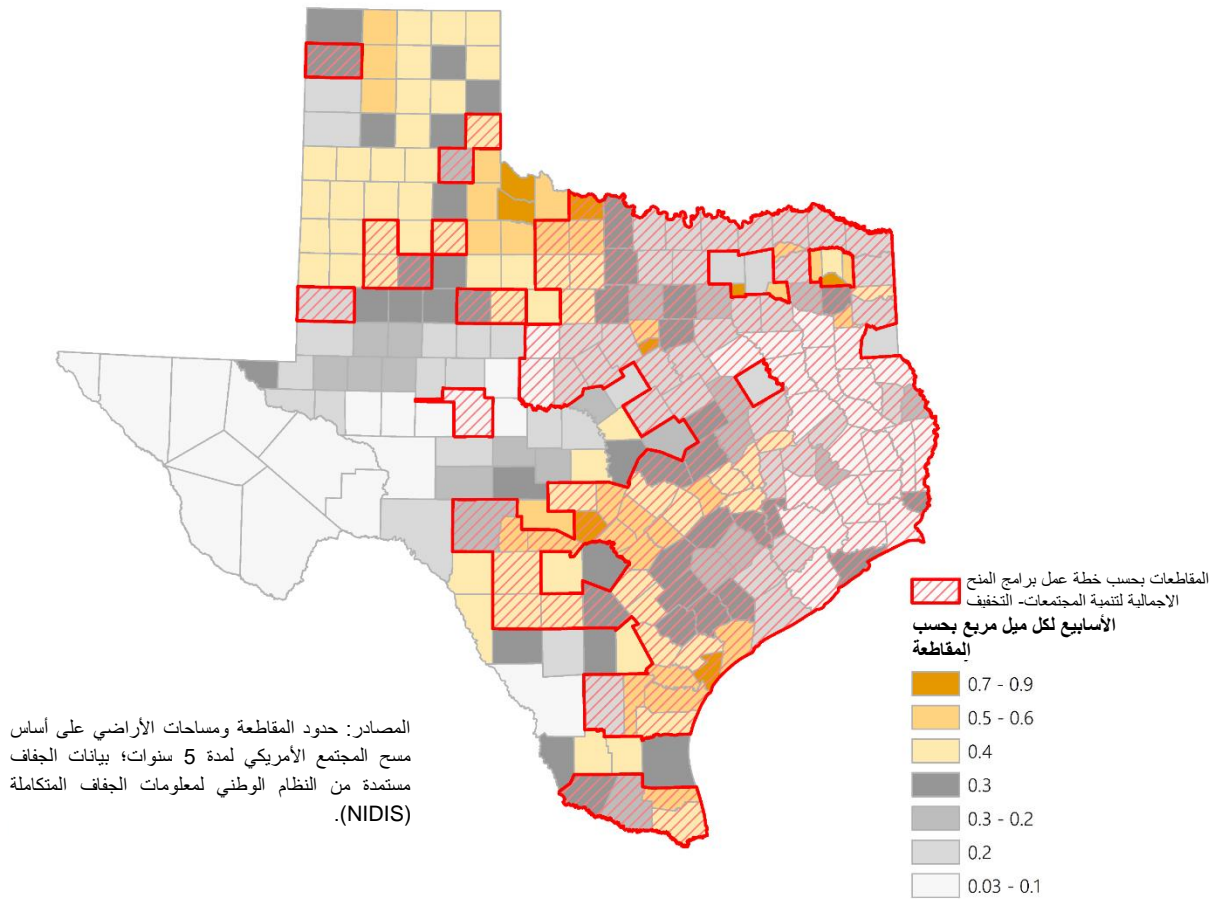 المقاطعات بحسب خطة عمل برامج المنح
الاجمالية لتنمية المجتمعات- التخفيف
الأسابيع لكل ميل مربع بحسب
المقاطعة
0.7 - 0.9
0.5 - 0.6
0.4
0.3
0.3 - 0.2
0.2
0.03 - 0.1
المصادر: حدود المقاطعة ومساحات الأراضي على أساس
مسح المجتمع الأمريكي لمدة 5 سنوات؛ بيانات الجفاف
مستمدة من النظام الوطني لمعلومات الجفاف المتكاملة
(NIDIS).